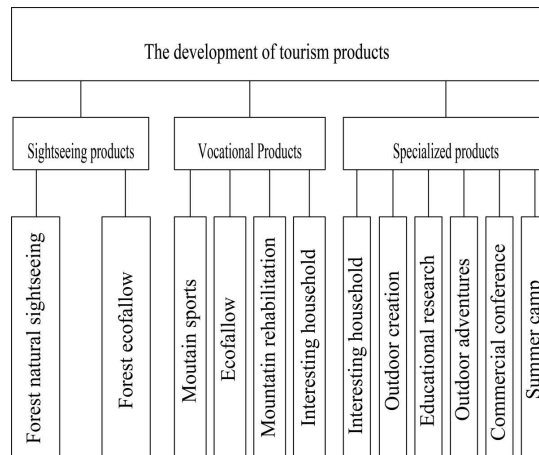 The development of tourism products
Sightseeing products
Vocational Products
Specialized products
Forest natural sightseeing
Forest ecofallow
Moutain sports
Ecofallow
Mountatin rehabilitation
Interesting household
Interesting household
Outdoor creation
Educational research
Outdoor adventures
Commercial conference
Summer camp